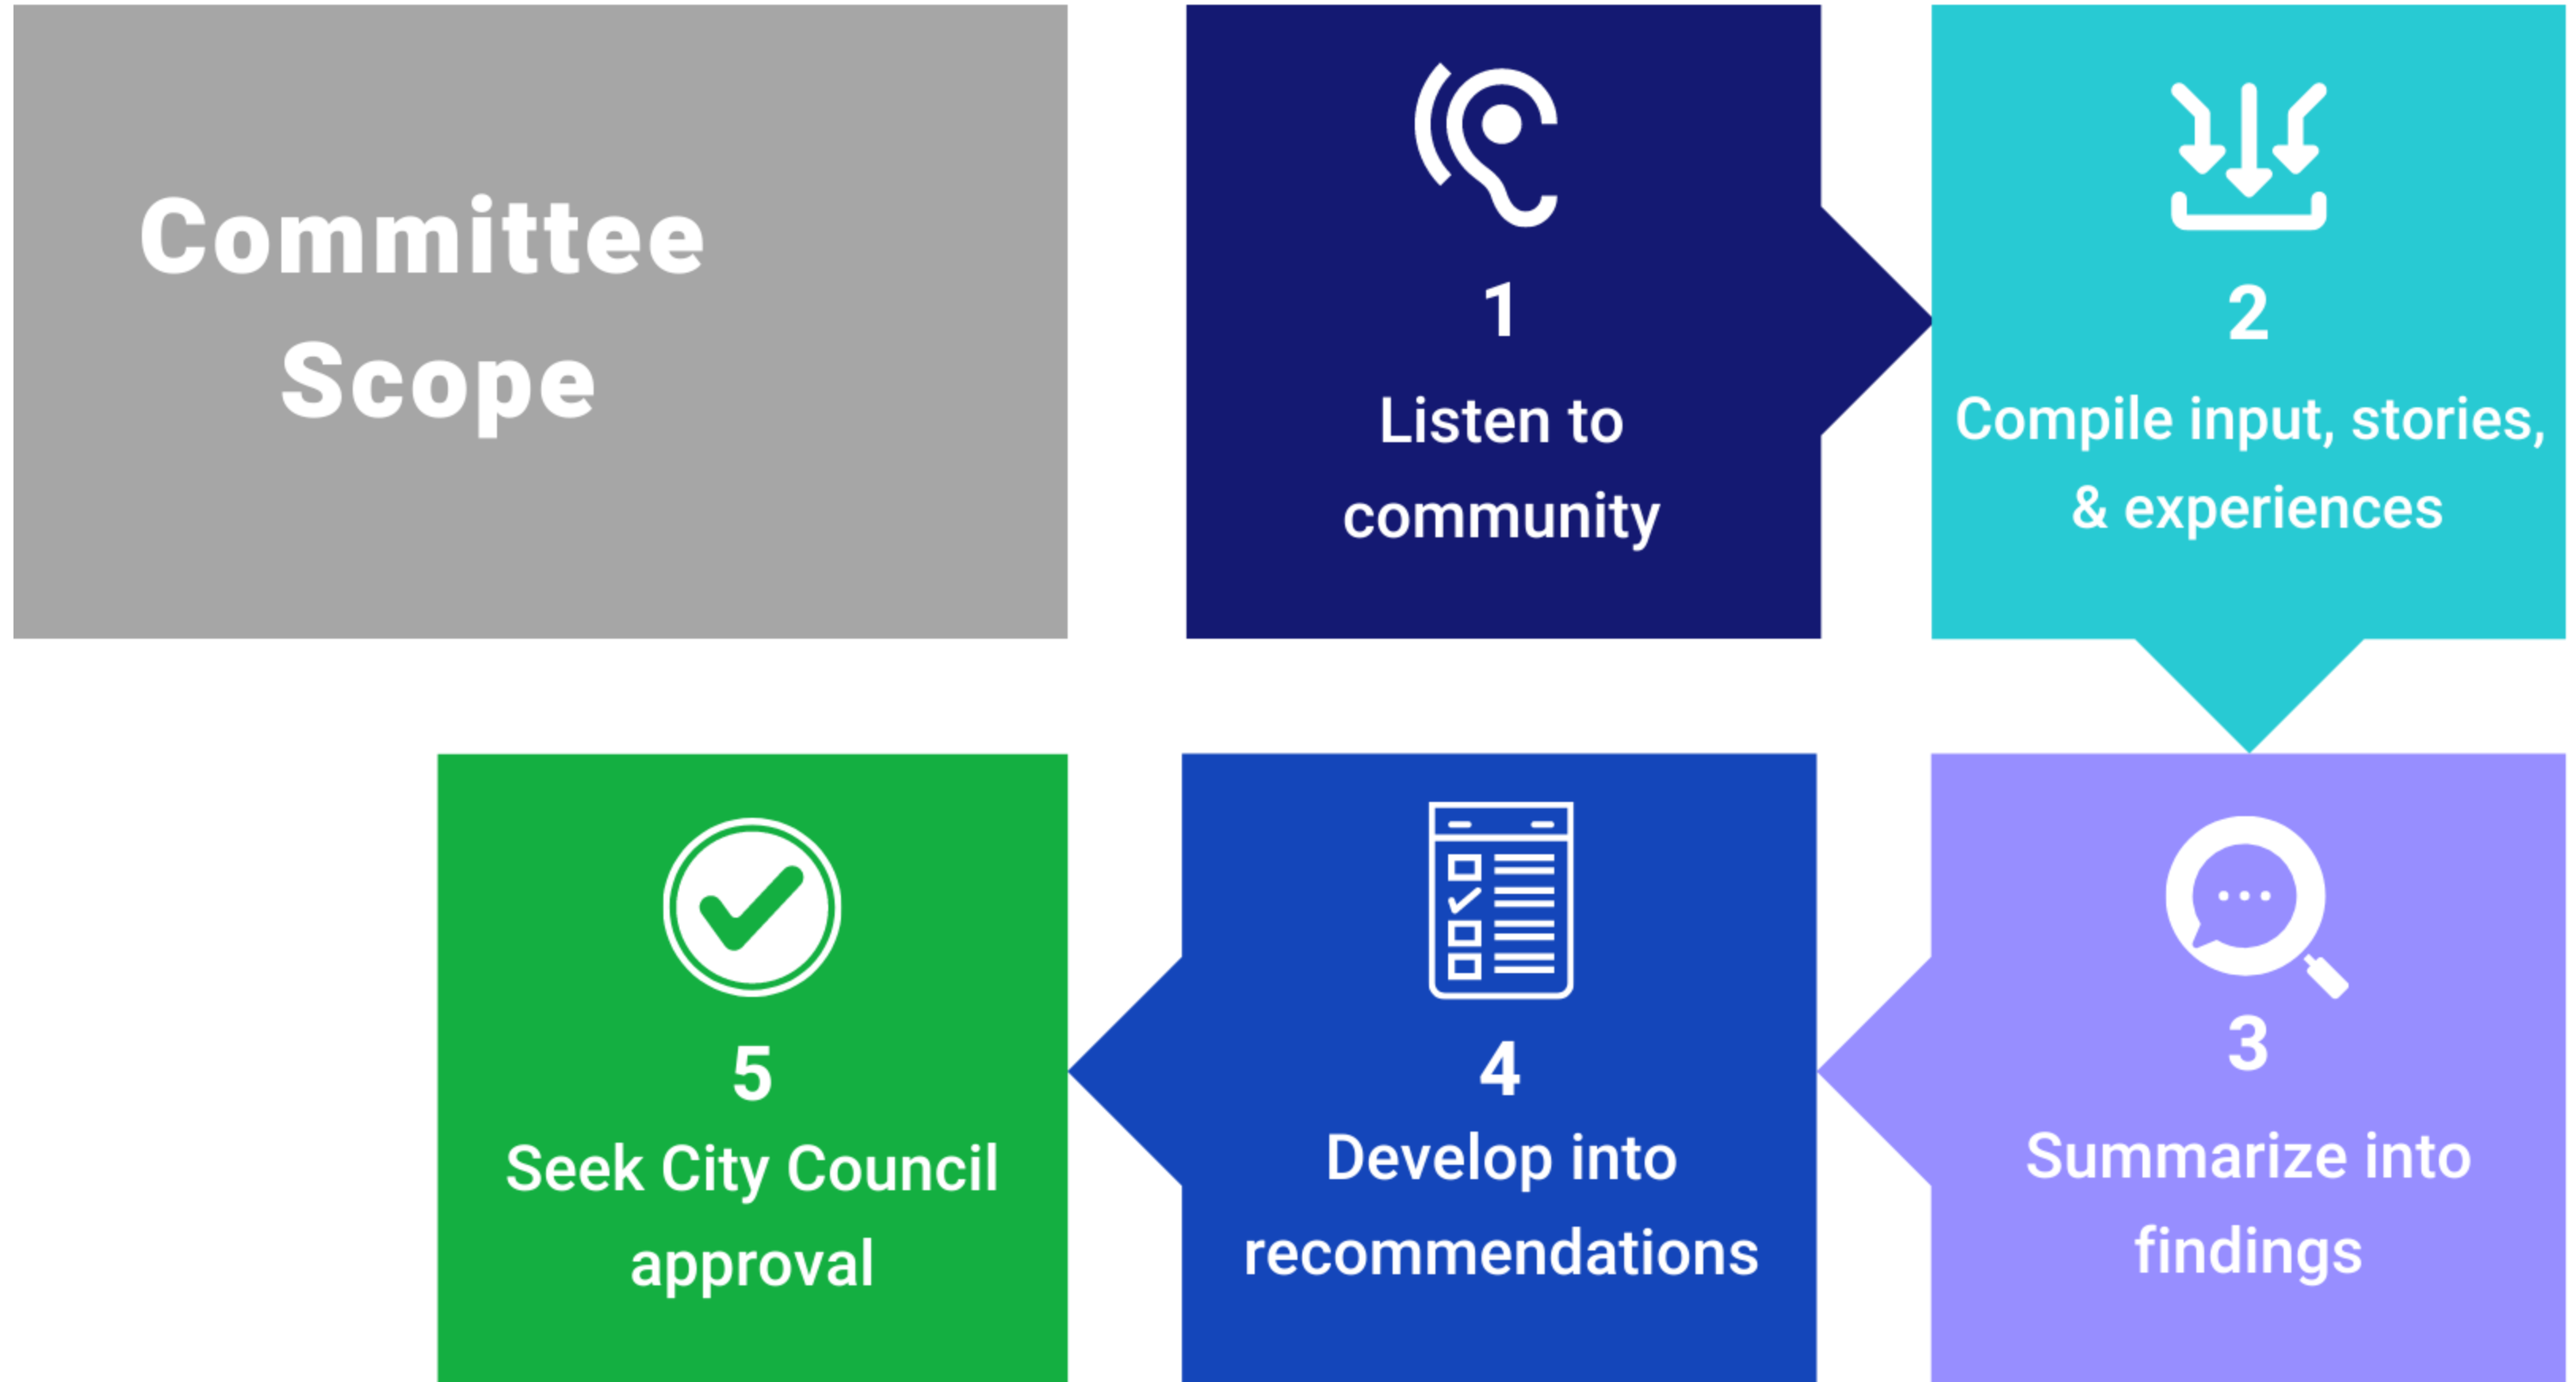 Committee
Scope
1
Listen to
community
2
Compile input, stories,
& experiences
3
Summarize into
findings
4
Develop into
recommendations
5
Seek City Council
approval